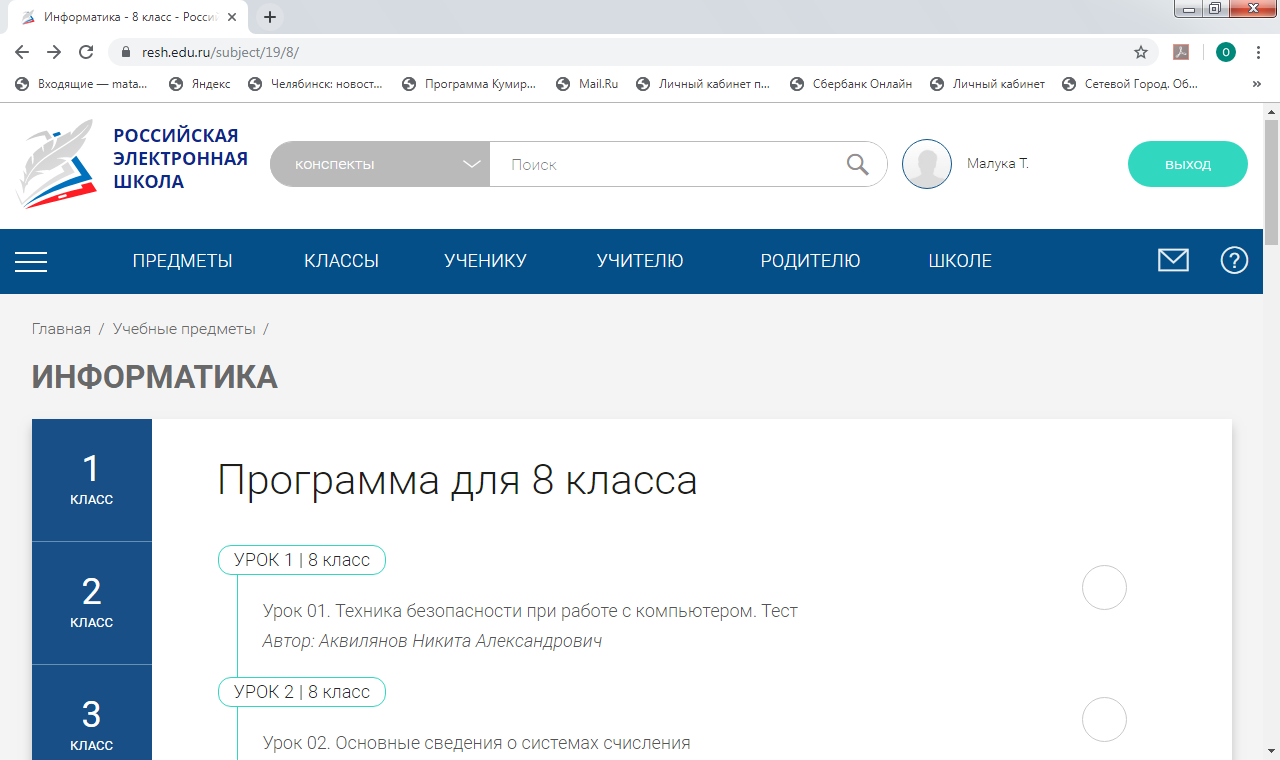 Информатика - 8 класс - Россий
resh.edu.ru/subject/19/8/
О
Входящие — mata...
Яндекс
Челябинск: новост...
Программа Кумир...
Mail.Ru
Личный кабинет п...
Сбербанк Онлайн
Личный кабинет
Сетевой Город. Об...
»
РОССИЙСКАЯ
ЭЛЕКТРОННАЯ
ШКОЛА
конспекты
Поиск
Малука Т.
выход
ПРЕДМЕТЫ
КЛАССЫ
УЧЕНИКУ
УЧИТЕЛЮ
РОДИТЕЛЮ
ШКОЛЕ
?
Главная / Учебные предметы /
ИНФОРМАТИКА
1
КЛАСС
2
КЛАСС
3
КЛАСС
Программа для 8 класса
УРОК 1 | 8 класс
Урок 01. Техника безопасности при работе с компьютером. Тест
Автор: Аквилянов Никита Александрович
УРОК 2 | 8 класс
Урок 02. Основные сведения о системах счисления